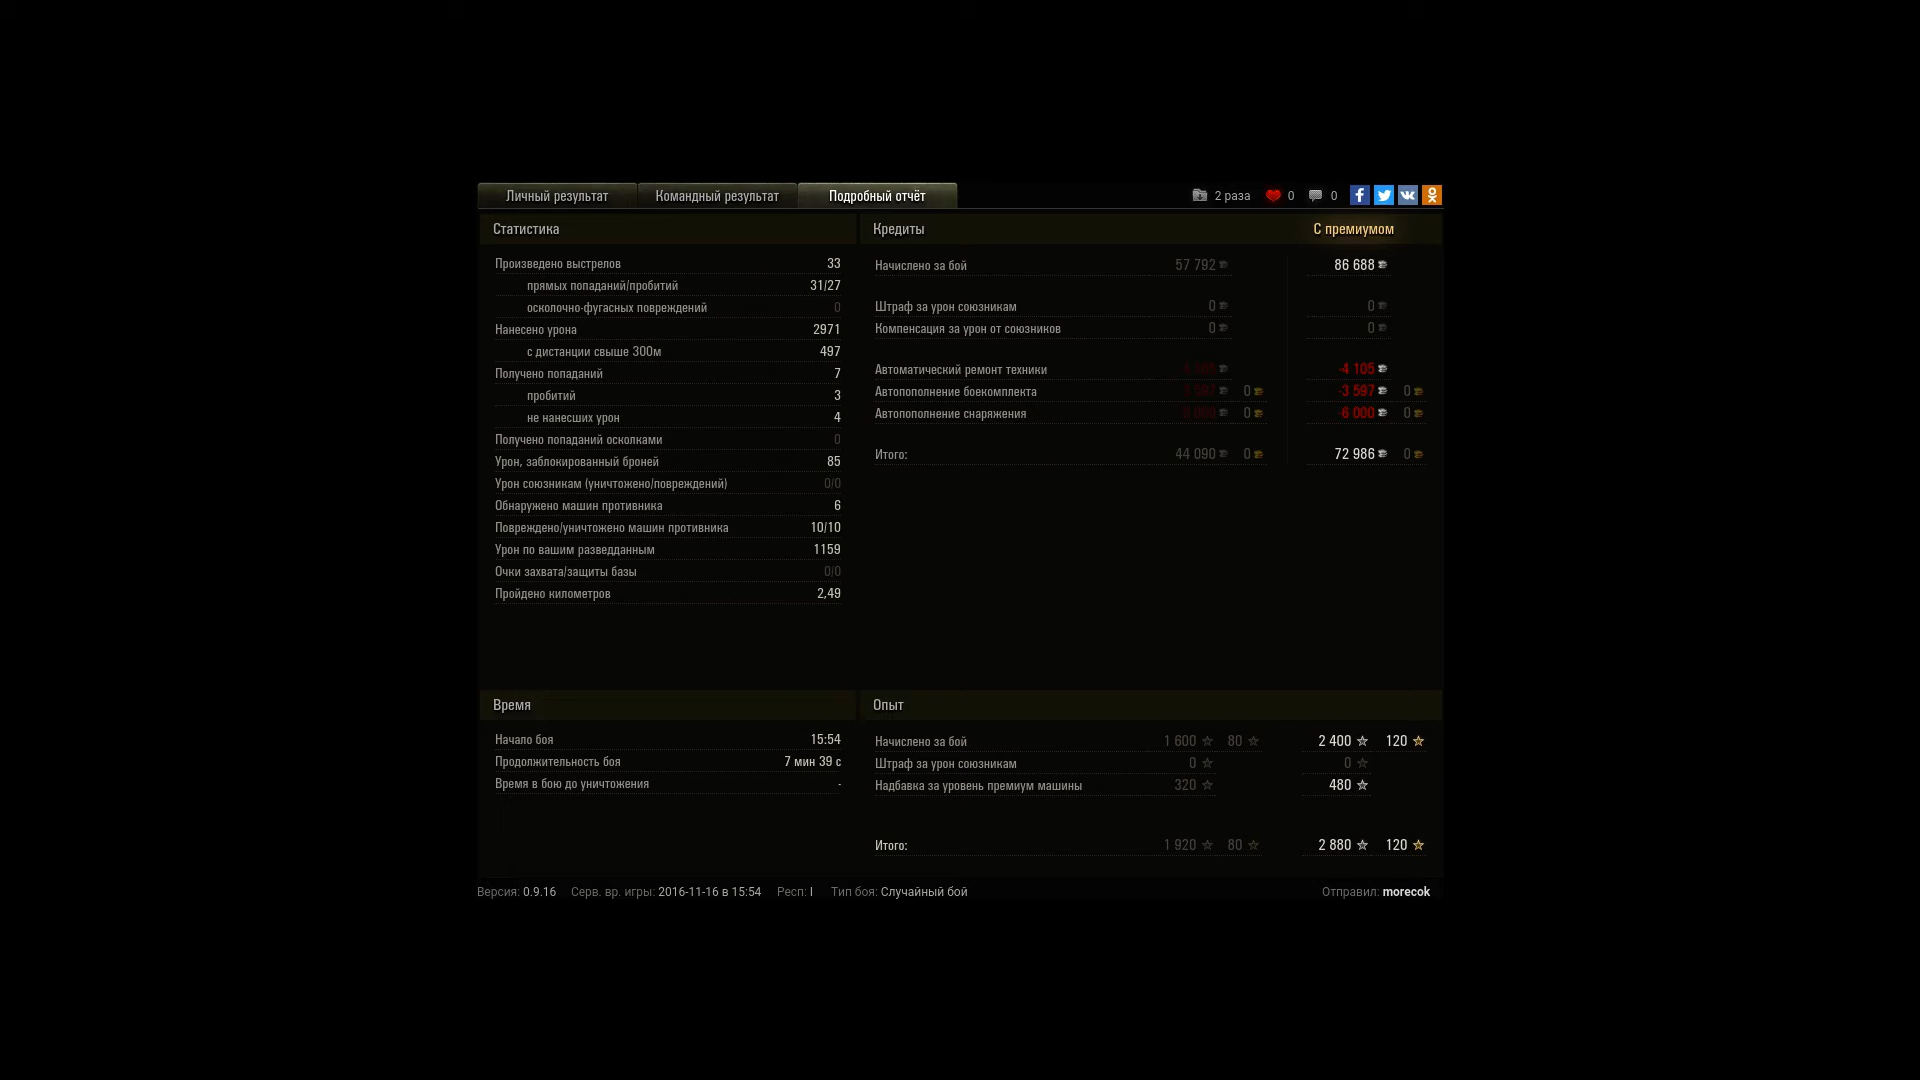 Личный результат Командный результат Подробный отчёт 2 раза 0 0
Статистика
Произведено выстрелов 33
прямых попаданий/пробитий 31/27
осколочно-фугасных повреждений 0
Нанесено урона 2971
с дистанции свыше 300м 497
Получено попаданий 7
пробитий 3
не нанесших урон 4
Получено попаданий осколками 0
Урон, заблокированный броней 85
Урон союзникам (уничтожено/повреждений) 0/0
Обнаружено машин противника 6
Повреждено/уничтожено машин противника 10/10
Урон по вашим разведданным 1159
Очки захвата/защиты базы 0/0
Пройдено километров 2,49
Кредиты С премиумом
Начислено за бой 57 792 86 688
Штраф за урон союзникам 0 0
Компенсация за урон от союзников 0 0
Автоматический ремонт техники -4 105
Автопополнение боекомплекта 0 -3 597 0
Автопополнение снаряжения 0 -6 000 0
Итого: 44 090 0 72 986 0
Время
Начало боя 15:54
Продолжительность боя 7 мин 39 с
Время в бою до уничтожения -
Опыт
Начислено за бой 1 600 80 2 400 120
Штраф за урон союзникам 0 0
Надбавка за уровень премиум машины 320 480
Итого: 1 920 80 2 880 120
Версия: 0.9.16 Серв. вр. игры: 2016-11-16 в 15:54 Респ: I Тип боя: Случайный бой Отправил: morecok